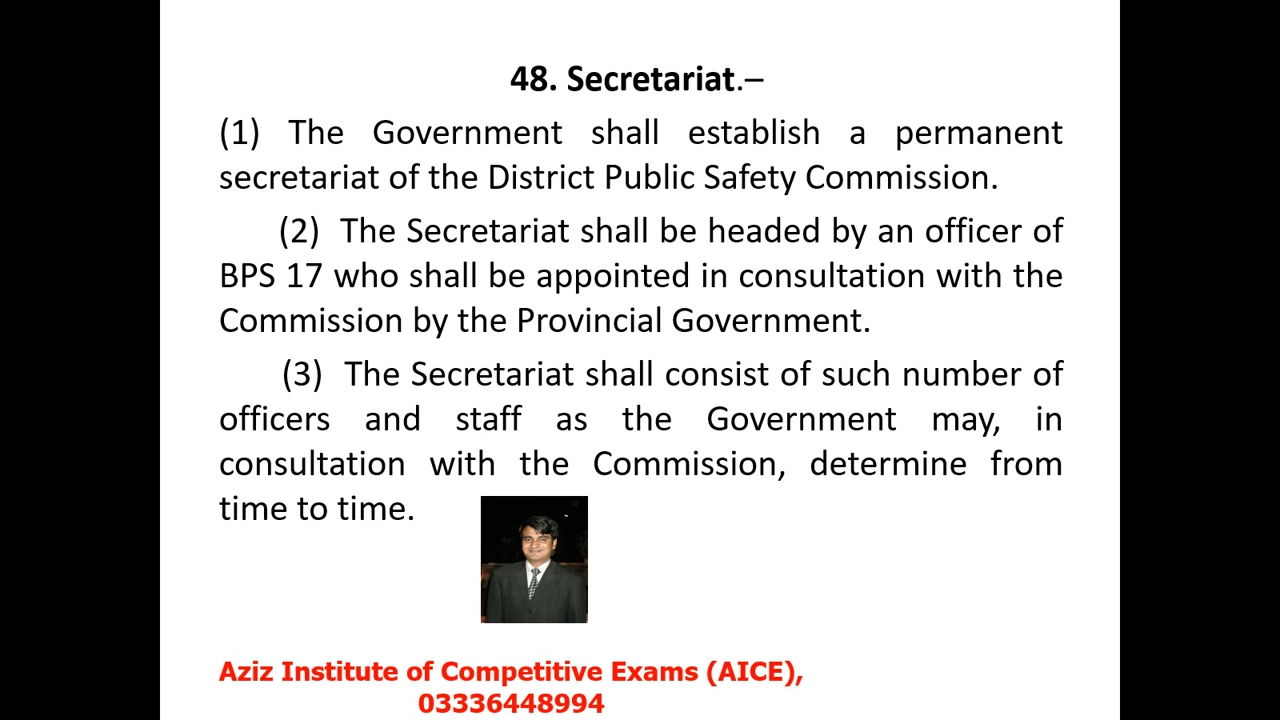 48. Secretariat.–
(1) The Government shall establish a permanent
secretariat of the District Public Safety Commission.
(2) The Secretariat shall be headed by an officer of
BPS 17 who shall be appointed in consultation with the
Commission by the Provincial Government.
(3) The Secretariat shall consist of such number of
officers and staff as the Government may, in
consultation with the Commission, determine from
time to time.
Aziz Institute of Competitive Exams (AICE),
03336448994